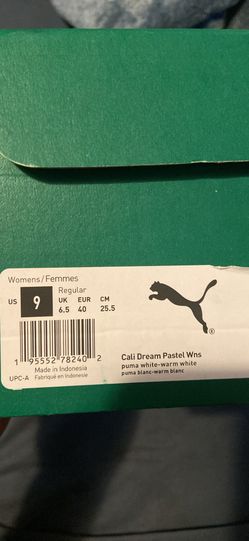 Womens/Femmes
Regular
US 9 UK EUR CM
6.5 40 25.5
1 95552 78240 2
Made in Indonesia
UPC-A Fabriqué en Indonesie
Cali Dream Pastel Wns
puma white-warm white
puma blanc-warm blanc
®